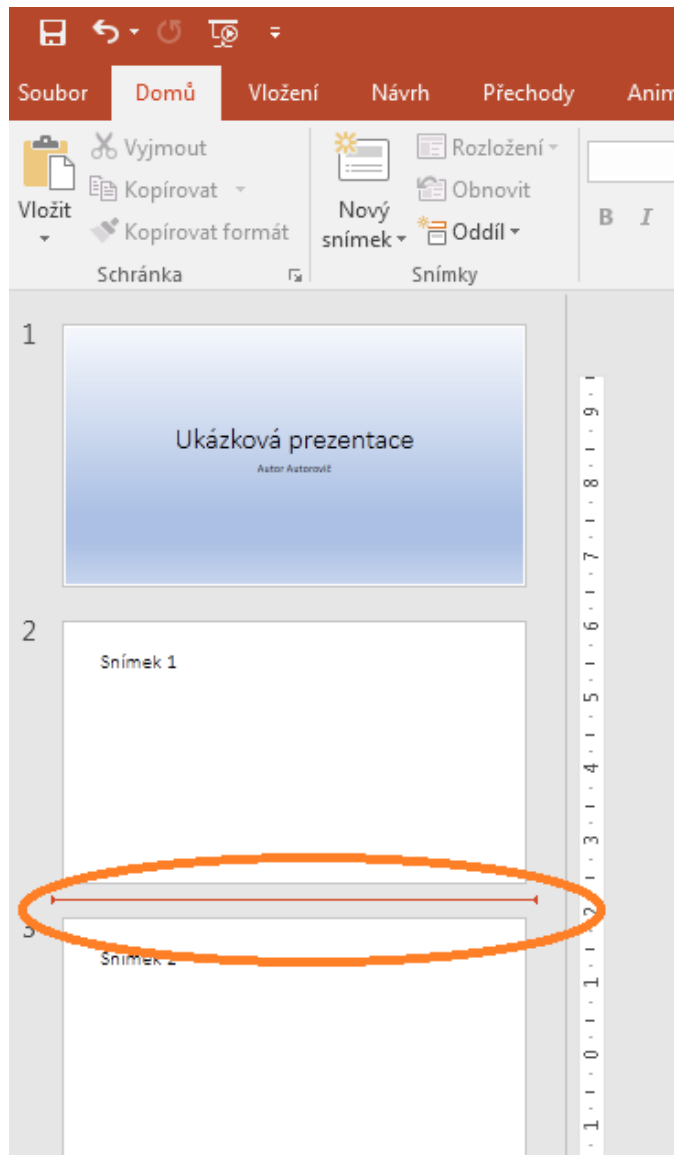 Soubor Domů Vložení Návrh Přechody Anim
Vložit
Vyjmout
Kopírovat
Kopírovat formát
Schránka
Nový
snímek
Rozložení
Obnovit
Oddíl
Snímky
B I
1
Ukázková prezentace
Autor Autorovič
2
Snímek 1
3
Snímek 2
9
8
7
6
5
4
3
2
1
0
1